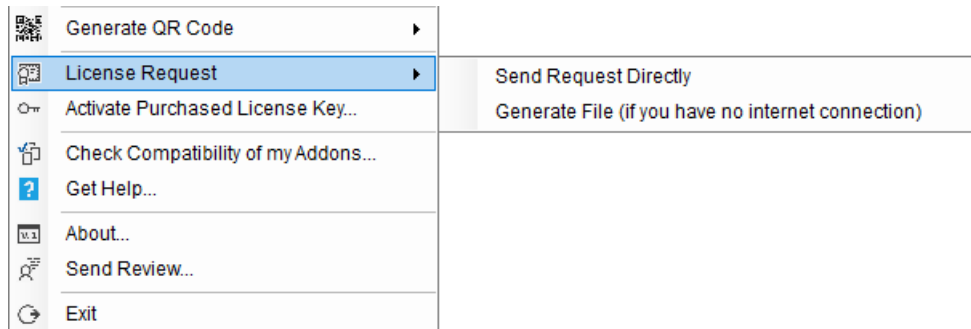 Generate QR Code
License Request
Send Request Directly
Activate Purchased License Key...
Generate File (if you have no internet connection)
Check Compatibility of my Addons...
?
Get Help...
V.1
About...
Send Review...
Exit